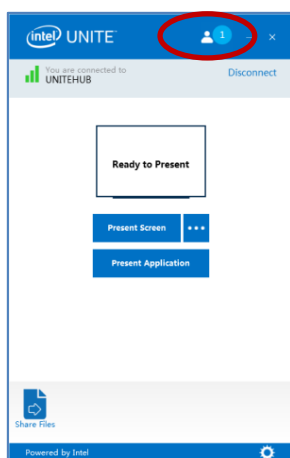 intel UNITE
1
You are connected to
UNITEHUB
Disconnect
Ready to Present
Present Screen
Present Application
Share Files
Powered by Intel